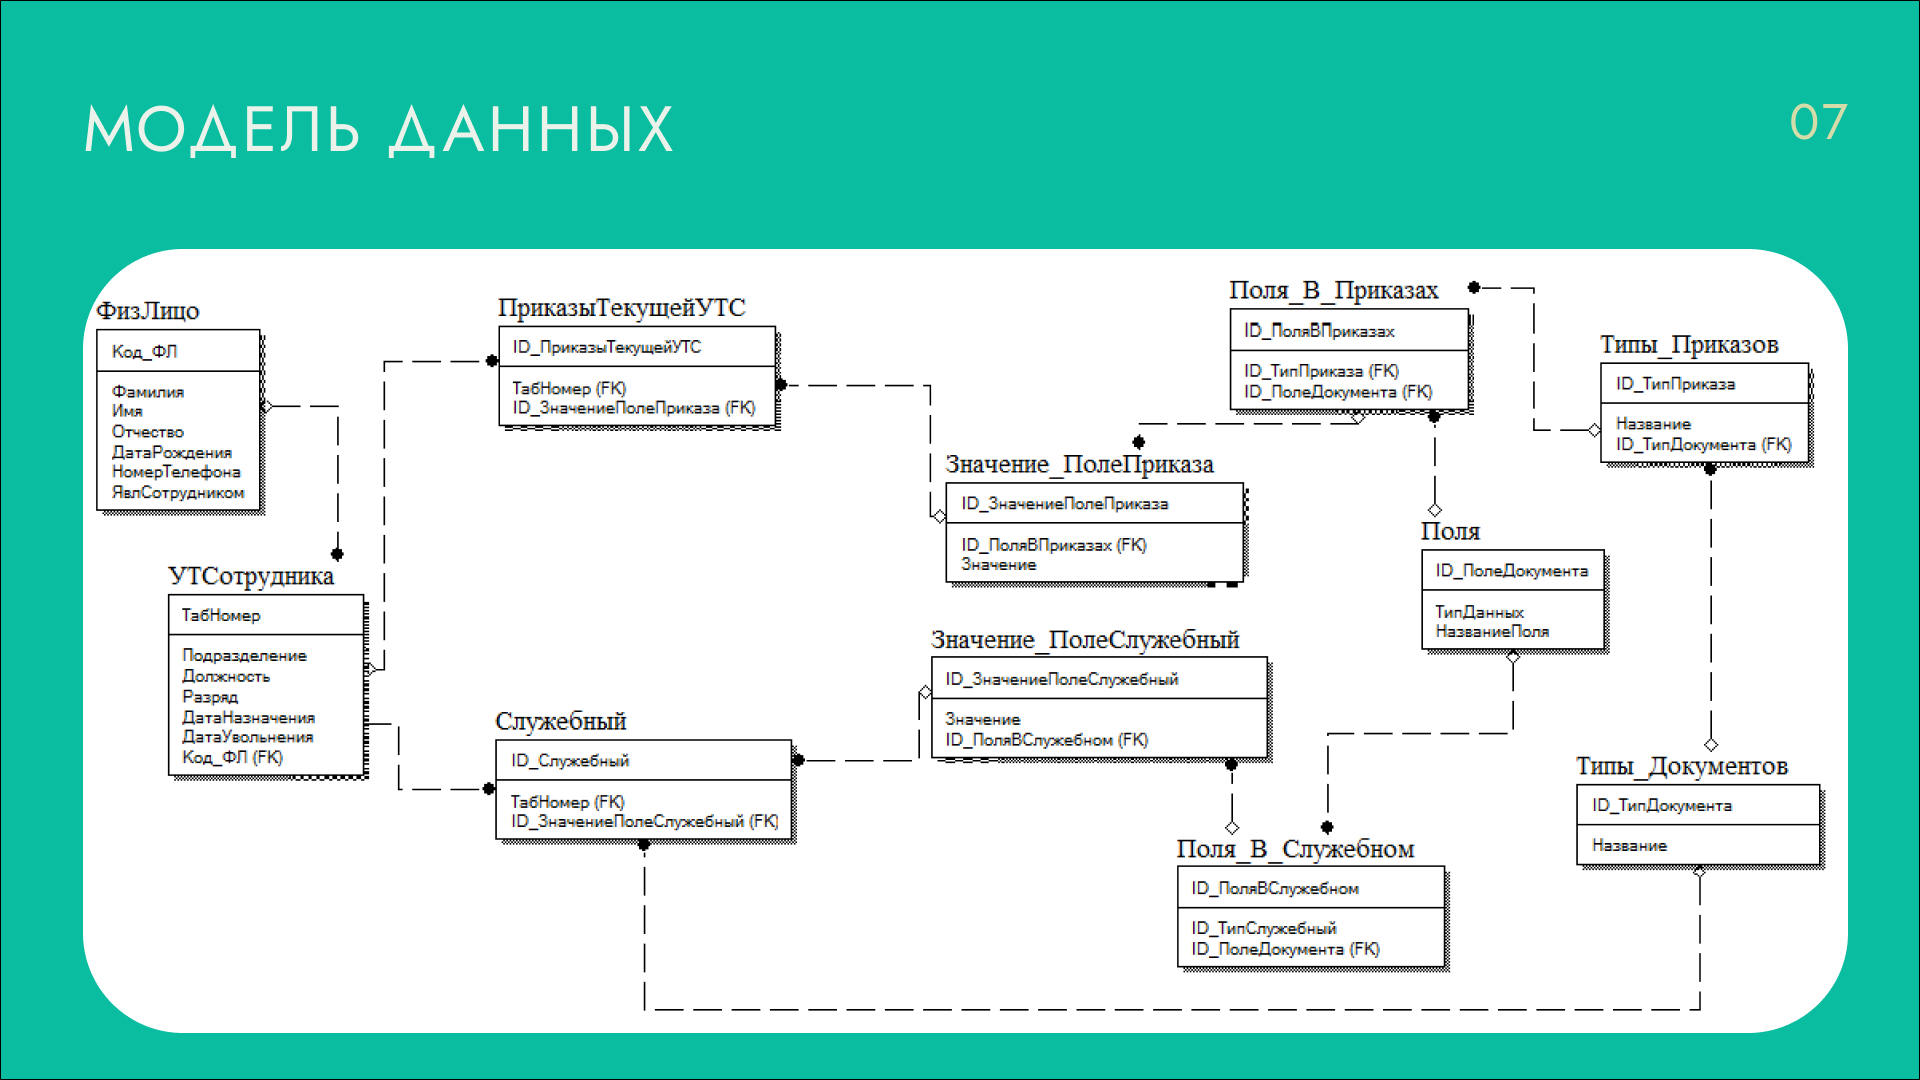 МОДЕЛЬ ДАННЫХ
07
ФизЛицо
Код_ФЛ
Фамилия
Имя
Отчество
ДатаРождения
НомерТелефона
ЯвлСотрудником
УТСотрудника
ТабНомер
Подразделение
Должность
Разряд
ДатаНазначения
ДатаУвольнения
Код_ФЛ (FK)
ПриказыТекущейУТС
ID_ПриказыТекущейУТС
ТабНомер (FK)
ID_ЗначениеПолеПриказа (FK)
Служебный
ID_Служебный
ТабНомер (FK)
ID_ЗначениеПолеСлужебный (FK)
Значение_ПолеПриказа
ID_ЗначениеПолеПриказа
ID_ПоляВПриказах (FK)
Значение
Значение_ПолеСлужебный
ID_ЗначениеПолеСлужебный
Значение
ID_ПоляВСлужебном (FK)
Поля_В_Приказах
ID_ПоляВПриказах
ID_ТипПриказа (FK)
ID_ПолеДокумента (FK)
Поля
ID_ПолеДокумента
ТипДанных
НазваниеПоля
Поля_В_Служебном
ID_ПоляВСлужебном
ID_ТипСлужебный
ID_ПолеДокумента (FK)
Типы_Приказов
ID_ТипПриказа
Название
ID_ТипДокумента (FK)
Типы_Документов
ID_ТипДокумента
Название